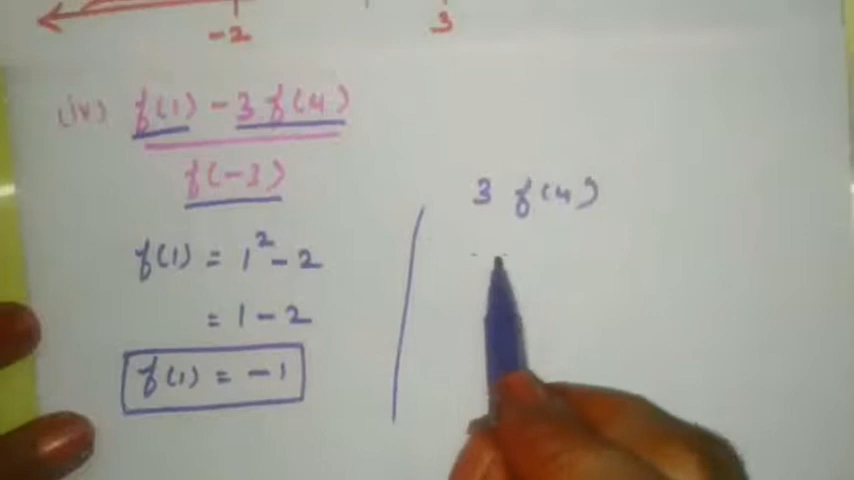 -2 3
(iv) f(1) - 3 f(4)
f(-3)
f(1) = 1² - 2
= 1 - 2
f(1) = -1
3 f(4)